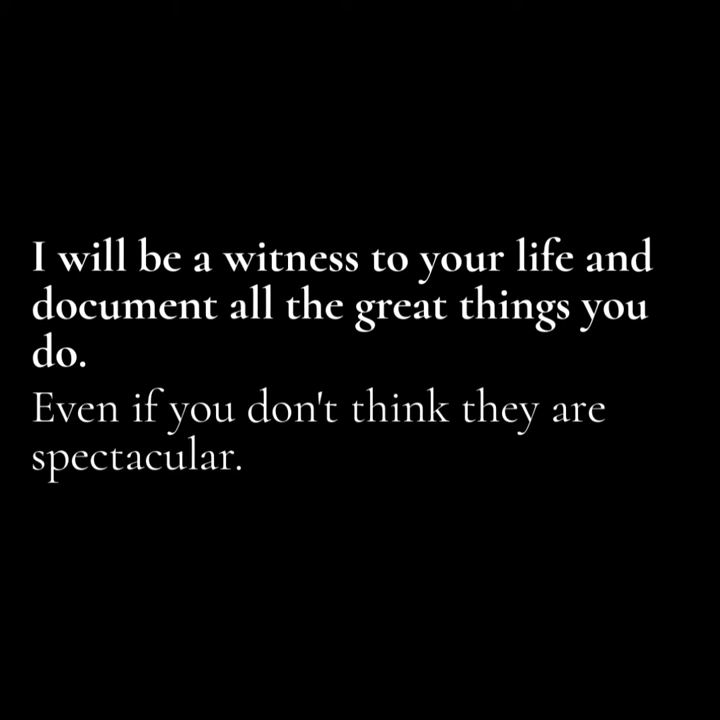 I will be a witness to your life and
document all the great things you
do.
Even if you don't think they are
spectacular.